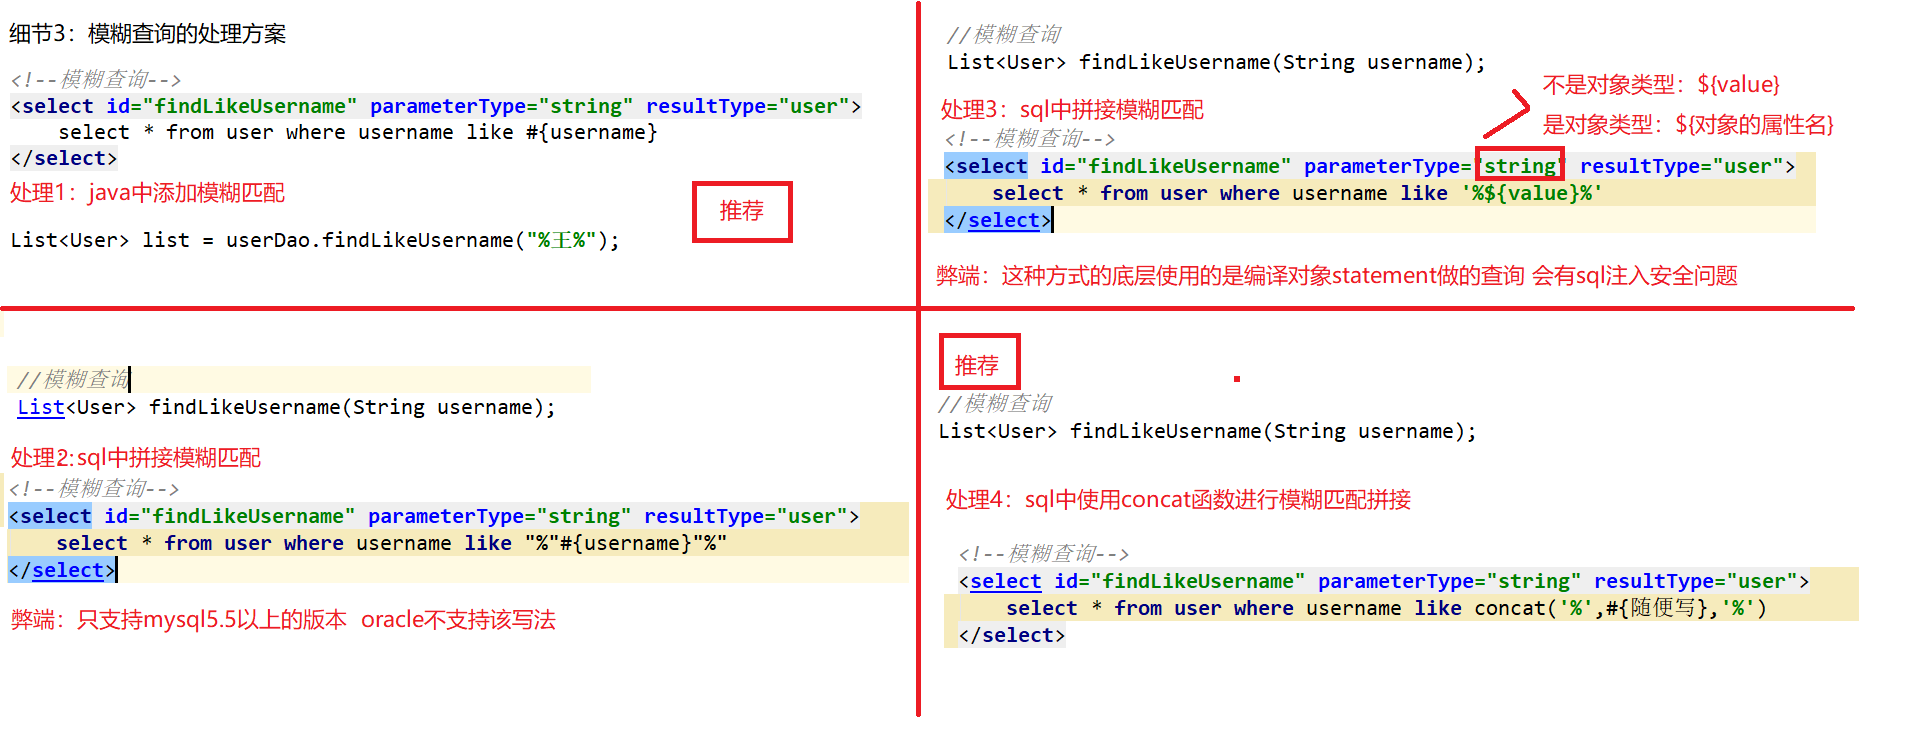 细节3：模糊查询的处理方案
<!--模糊查询-->
<select id="findLikeUsername" parameterType="string" resultType="user">
select * from user where username like #{username}
</select>
处理1：java中添加模糊匹配
推荐
List<User> list = userDao.findLikeUsername("%王%");
//模糊查询
List<User> findLikeUsername(String username);
不是对象类型：${value}
是对象类型：${对象的属性名}
处理3：sql中拼接模糊匹配
<!--模糊查询-->
<select id="findLikeUsername" parameterType="string" resultType="user">
select * from user where username like '%${value}%'
</select>
弊端：这种方式的底层使用的是编译对象statement做的查询 会有sql注入安全问题
//模糊查询
List<User> findLikeUsername(String username);
处理2:sql中拼接模糊匹配
<!--模糊查询-->
<select id="findLikeUsername" parameterType="string" resultType="user">
select * from user where username like "%"#{username}"%"
</select>
弊端：只支持mysql5.5以上的版本 oracle不支持该写法
推荐
//模糊查询
List<User> findLikeUsername(String username);
处理4：sql中使用concat函数进行模糊匹配拼接
<!--模糊查询-->
<select id="findLikeUsername" parameterType="string" resultType="user">
select * from user where username like concat('%',#{随便写},'%')
</select>